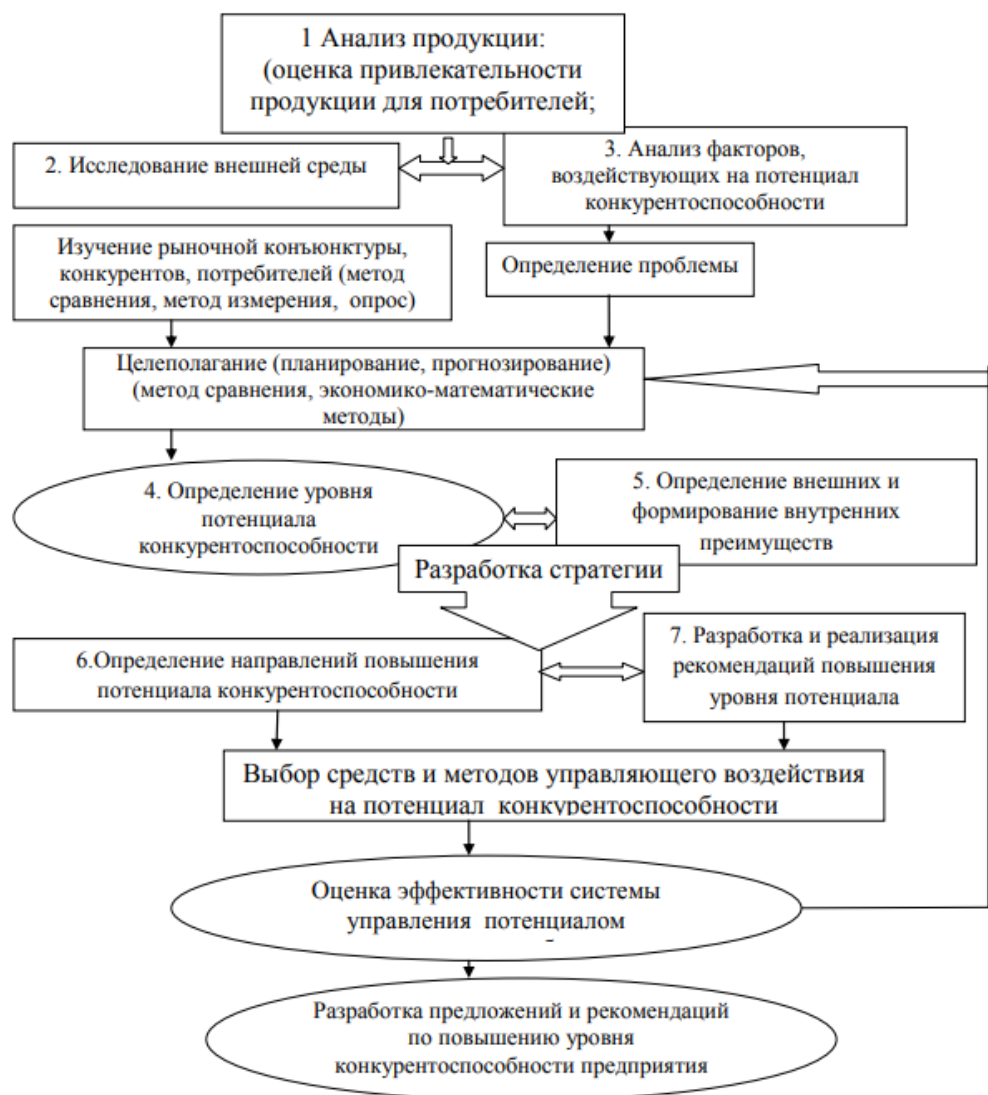 1 Анализ продукции:
(оценка привлекательности
продукции для потребителей;
2. Исследование внешней среды
3. Анализ факторов,
воздействующих на потенциал
конкурентоспособности
Изучение рыночной конъюнктуры,
конкурентов, потребителей (метод
сравнения, метод измерения, опрос)
Определение проблемы
Целеполагание (планирование, прогнозирование)
(метод сравнения, экономико-математические
методы)
4. Определение уровня
потенциала
конкурентоспособности
5. Определение внешних и
формирование внутренних
преимуществ
Разработка стратегии
6.Определение направлений повышения
потенциала конкурентоспособности
7. Разработка и реализация
рекомендаций повышения
уровня потенциала
Выбор средств и методов управляющего воздействия
на потенциал конкурентоспособности
Оценка эффективности системы
управления потенциалом
Разработка предложений и рекомендаций
по повышению уровня
конкурентоспособности предприятия